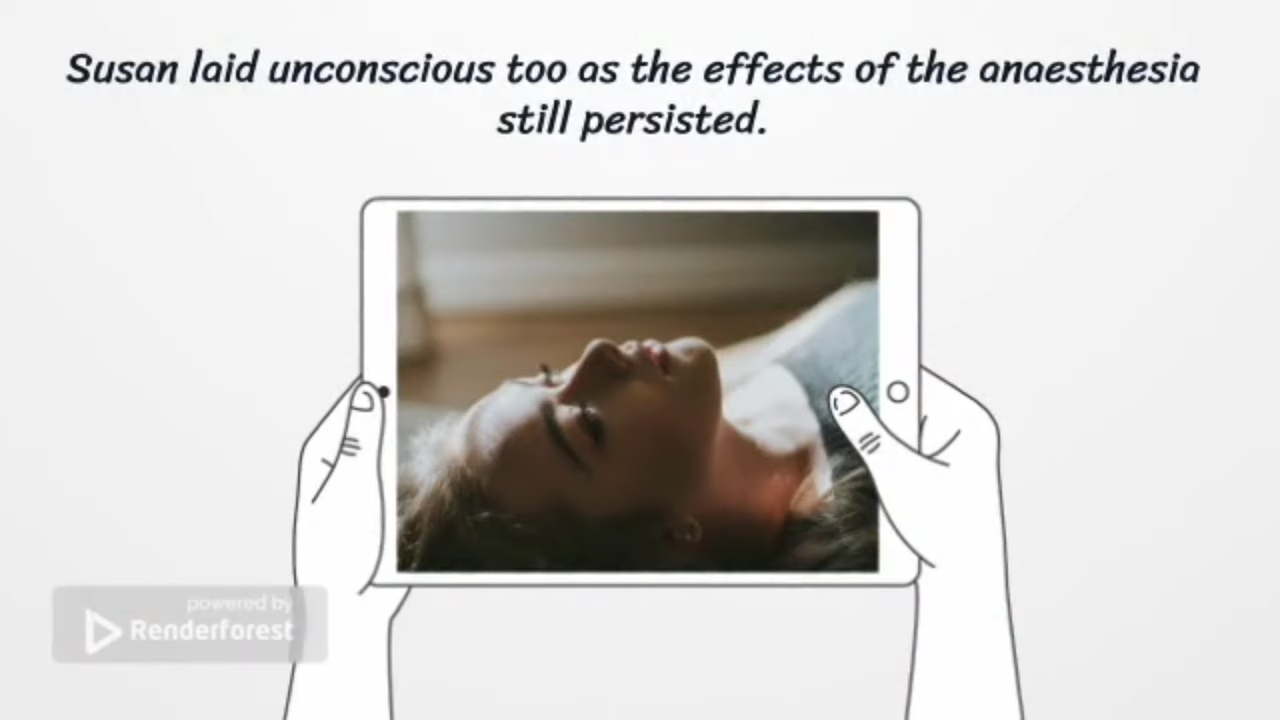 Susan laid unconscious too as the effects of the anaesthesia
still persisted.
powered by
Renderforest